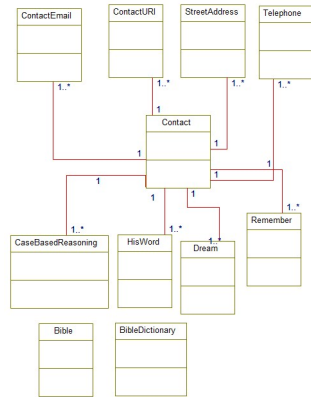 ContactEmail
ContactURI
StreetAddress
Telephone
1..*
1..*
1..*
1..*
1
Contact
1
1
1
1
1
1
1
1
1..*
1..*
1..*
1..*
CaseBasedReasoning
HisWord
Dream
Remember
Bible
BibleDictionary